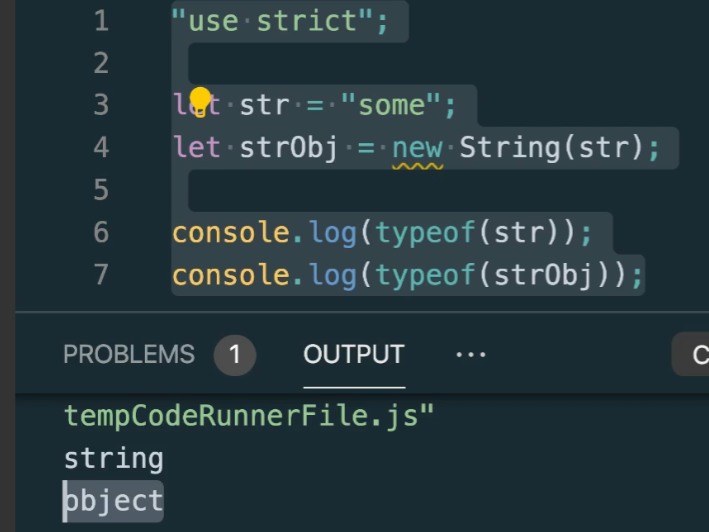 1 "use strict";
2
3 let str = "some";
4 let strObj = new String(str);
5
6 console.log(typeof(str));
7 console.log(typeof(strObj));
PROBLEMS 1 OUTPUT ... C
tempCodeRunnerFile.js"
string
object